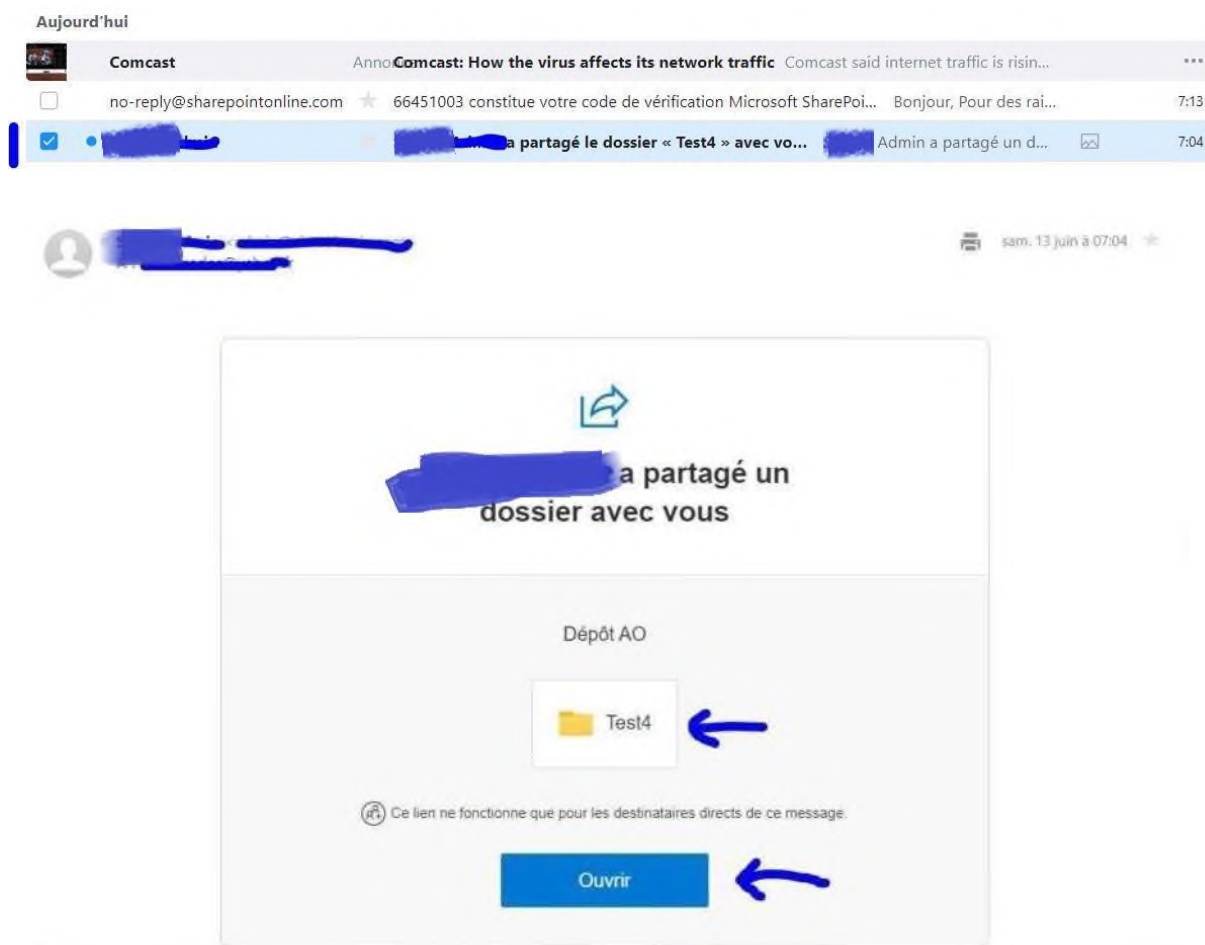 Aujourd'hui
Comcast Comcast: How the virus affects its network traffic Comcast said internet traffic is risin...
no-reply@sharepointonline.com 66451003 constitue votre code de vérification Microsoft SharePoi... Bonjour, Pour des rai... 7:13
a partagé le dossier « Test4 » avec vo... Admin a partagé un d... 7:04
sam. 13 juin à 07:04
a partagé un
dossier avec vous
Dépôt AO
Test4
Ce lien ne fonctionne que pour les destinataires directs de ce message.
Ouvrir